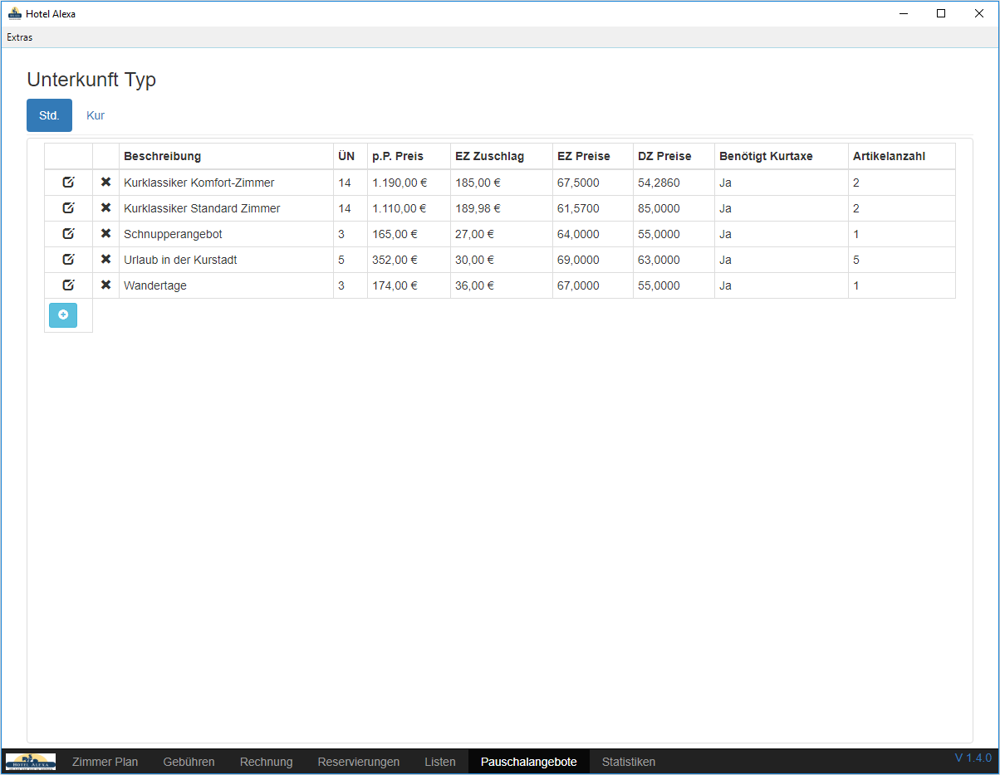 Hotel Alexa
Extras
Unterkunft Typ
Std. Kur
Beschreibung ÜN p.P. Preis EZ Zuschlag EZ Preise DZ Preise Benötigt Kurtaxe Artikelanzahl
Kurklassiker Komfort-Zimmer 14 1.190,00 € 185,00 € 67,5000 54,2860 Ja 2
Kurklassiker Standard Zimmer 14 1.110,00 € 189,98 € 61,5700 85,0000 Ja 2
Schnupperangebot 3 165,00 € 27,00 € 64,0000 55,0000 Ja 1
Urlaub in der Kurstadt 5 352,00 € 30,00 € 69,0000 63,0000 Ja 5
Wandertage 3 174,00 € 36,00 € 67,0000 55,0000 Ja 1
HOTEL ALEXA Zimmer Plan Gebühren Rechnung Reservierungen Listen Pauschalangebote Statistiken V 1.4.0